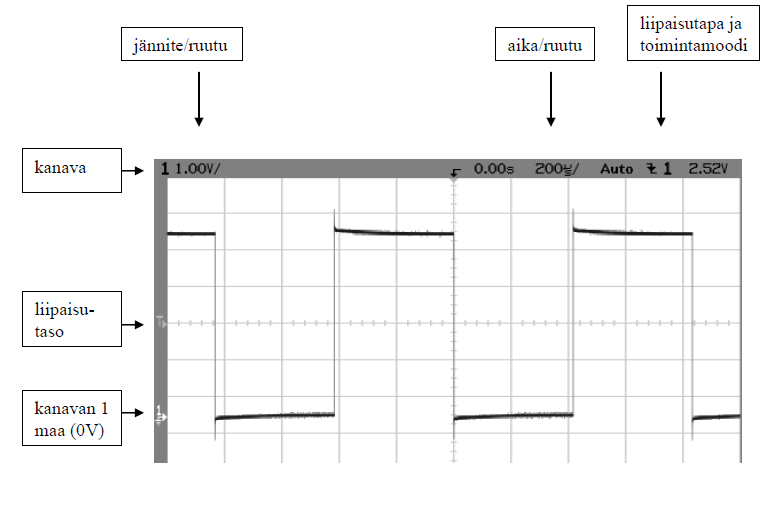 liipaisutapa ja
toimintamoodi
jännite/ruutu
aika/ruutu
kanava
1 1.00V/ 0.00s 200㎲/ Auto 1 2.52V
liipaisu-
taso
T
kanavan 1
maa (0V)
1